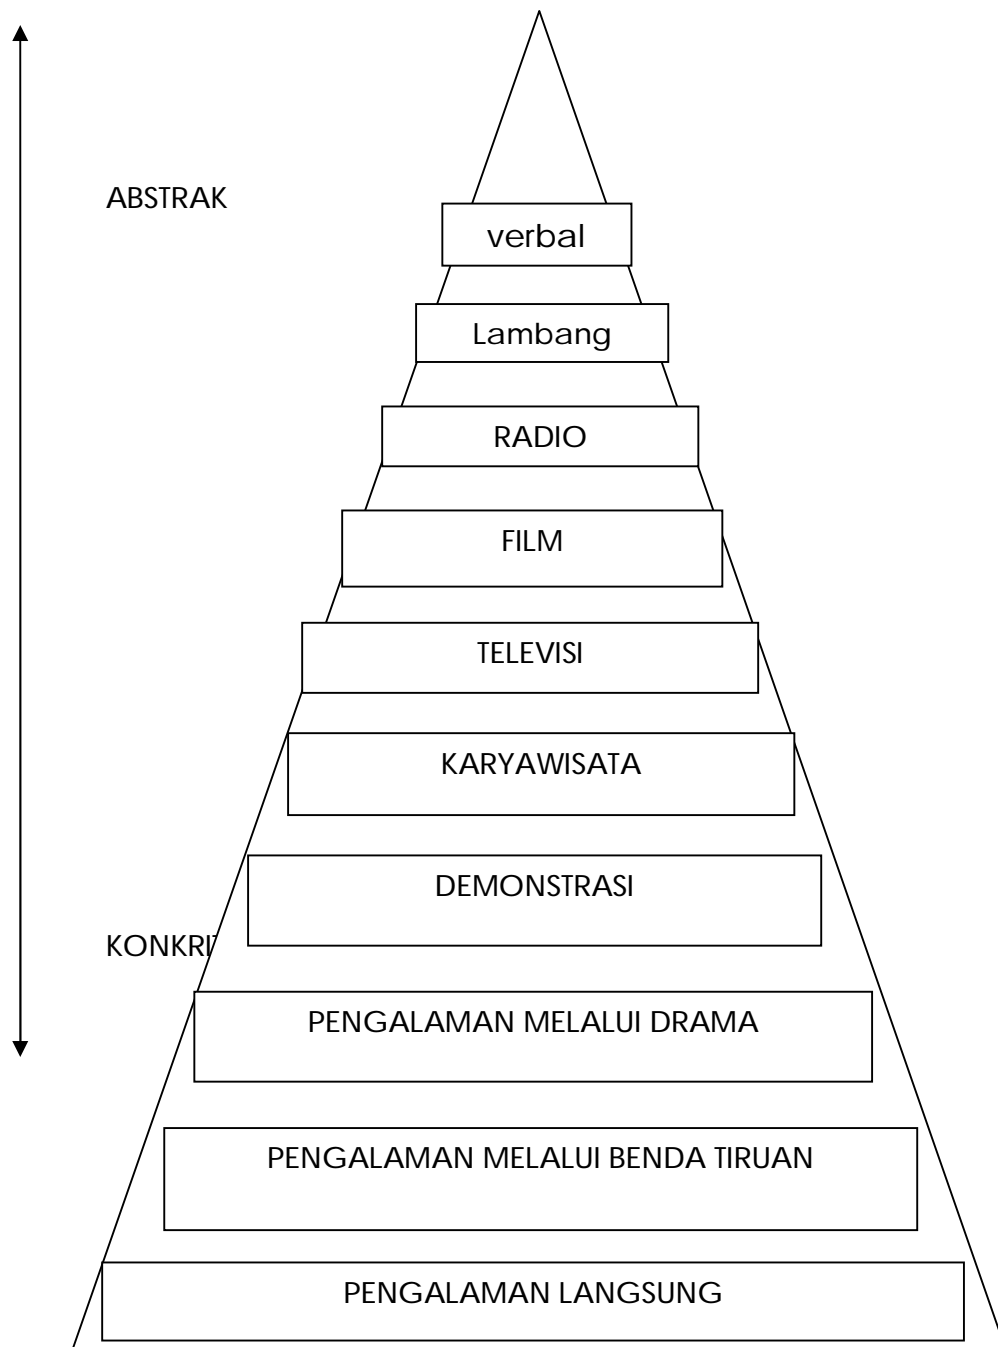 ABSTRAK
verbal
Lambang
RADIO
FILM
TELEVISI
KARYAWISATA
DEMONSTRASI
KONKRIT
PENGALAMAN MELALUI DRAMA
PENGALAMAN MELALUI BENDA TIRUAN
PENGALAMAN LANGSUNG